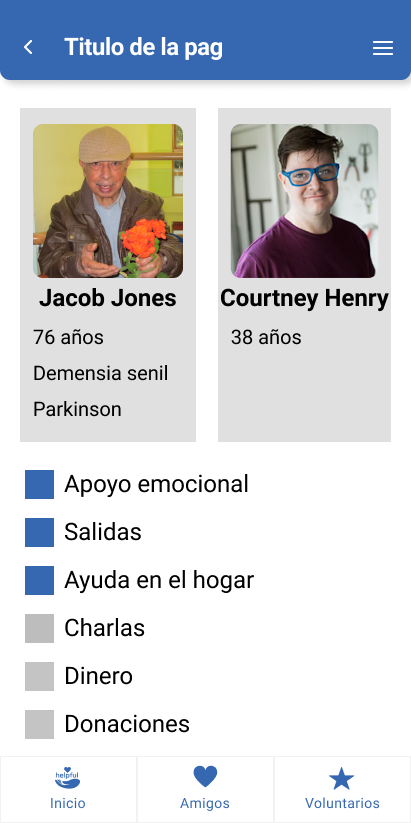 Titulo de la pag
Jacob Jones
76 años
Demensia senil
Parkinson
Courtney Henry
38 años
Apoyo emocional
Salidas
Ayuda en el hogar
Charlas
Dinero
Donaciones
helpful
Inicio
Amigos
Voluntarios